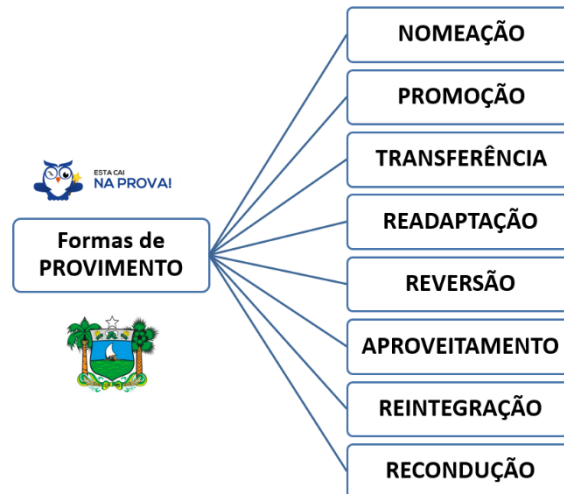 NOMEAÇÃO
PROMOÇÃO
TRANSFERÊNCIA
ESTA CAI
NA PROVA!
READAPTAÇÃO
Formas de
PROVIMENTO
REVERSÃO
APROVEITAMENTO
REINTEGRAÇÃO
RECONDUÇÃO